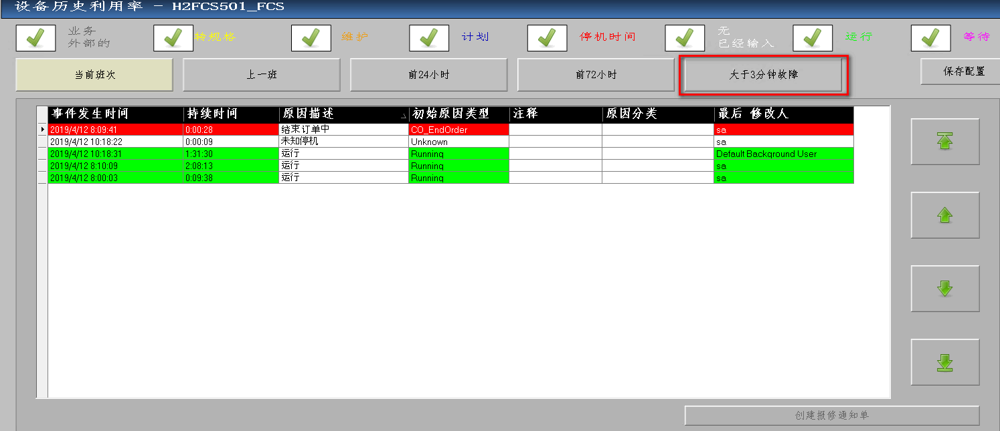 设备历史利用率 - H2FCS501_FCS
业务
外部的
转规格
维护
计划
停机时间
无
已经输入
运行
等待
当前班次
上一班
前24小时
前72小时
大于3分钟故障
保存配置
事件发生时间 持续时间 原因描述 初始原因类型 注释 原因分类 最后 修改人
2019/4/12 8:09:41 0:00:28 结束订单中 CO_EndOrder sa
2019/4/12 10:18:22 0:00:09 未知停机 Unknown sa
2019/4/12 10:18:31 1:31:30 运行 Running Default Background User
2019/4/12 8:10:09 2:08:13 运行 Running sa
2019/4/12 8:00:03 0:09:38 运行 Running sa
创建报修通知单